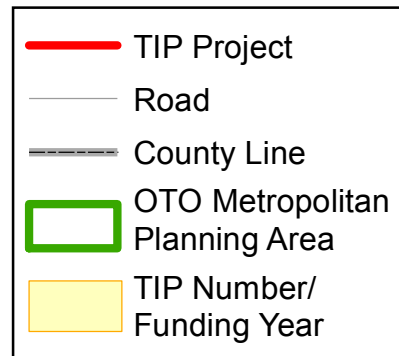 TIP Project
Road
County Line
OTO Metropolitan
Planning Area
TIP Number/
Funding Year